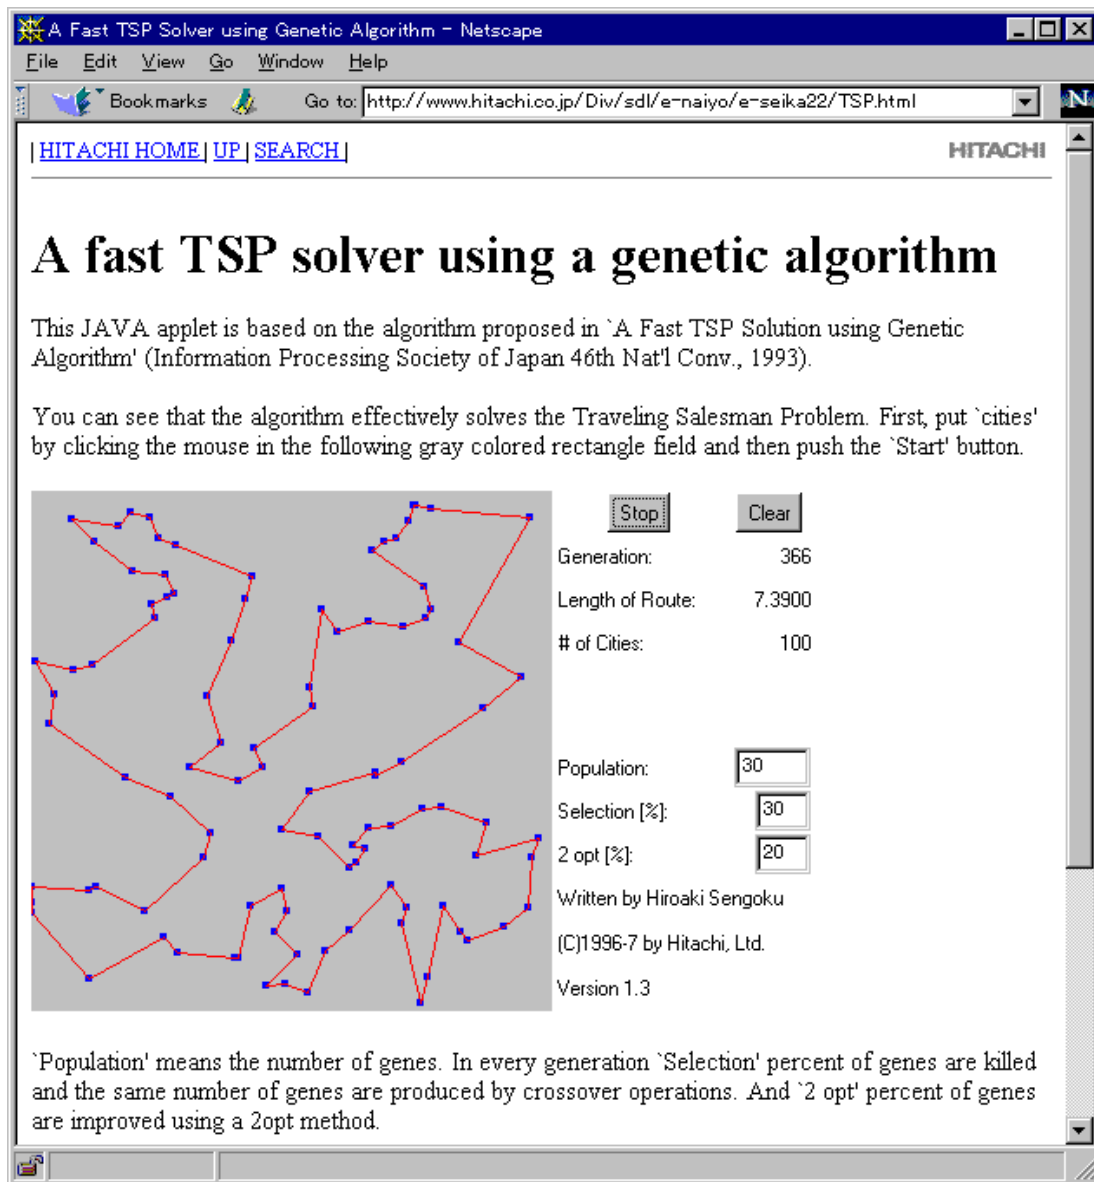 A Fast TSP Solver using Genetic Algorithm - Netscape
File Edit View Go Window Help
Bookmarks Go to: http://www.hitachi.co.jp/Div/sdl/e-naiyo/e-seika22/TSP.html N
| HITACHI HOME | UP | SEARCH | HITACHI
A fast TSP solver using a genetic algorithm
This JAVA applet is based on the algorithm proposed in `A Fast TSP Solution using Genetic
Algorithm' (Information Processing Society of Japan 46th Nat'l Conv., 1993).
You can see that the algorithm effectively solves the Traveling Salesman Problem. First, put `cities'
by clicking the mouse in the following gray colored rectangle field and then push the `Start' button.
Stop Clear
Generation: 366
Length of Route: 7.3900
# of Cities: 100
Population: 30
Selection [%]: 30
2 opt [%]: 20
Written by Hiroaki Sengoku
(C)1996-7 by Hitachi, Ltd.
Version 1.3
`Population' means the number of genes. In every generation `Selection' percent of genes are killed
and the same number of genes are produced by crossover operations. And `2 opt' percent of genes
are improved using a 2opt method.